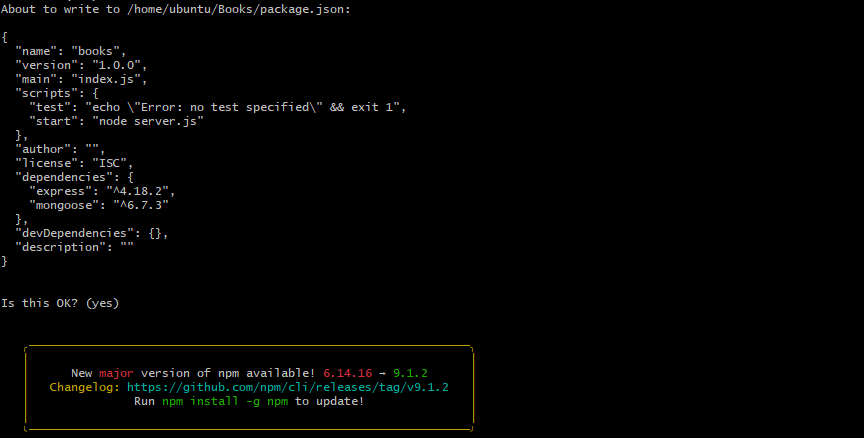 About to write to /home/ubuntu/Books/package.json:
{
  "name": "books",
  "version": "1.0.0",
  "main": "index.js",
  "scripts": {
    "test": "echo \"Error: no test specified\" && exit 1",
    "start": "node server.js"
  },
  "author": "",
  "license": "ISC",
  "dependencies": {
    "express": "^4.18.2",
    "mongoose": "^6.7.3"
  },
  "devDependencies": {},
  "description": ""
}
Is this OK? (yes)
New major version of npm available! 6.14.16 → 9.1.2
Changelog: https://github.com/npm/cli/releases/tag/v9.1.2
Run npm install -g npm to update!